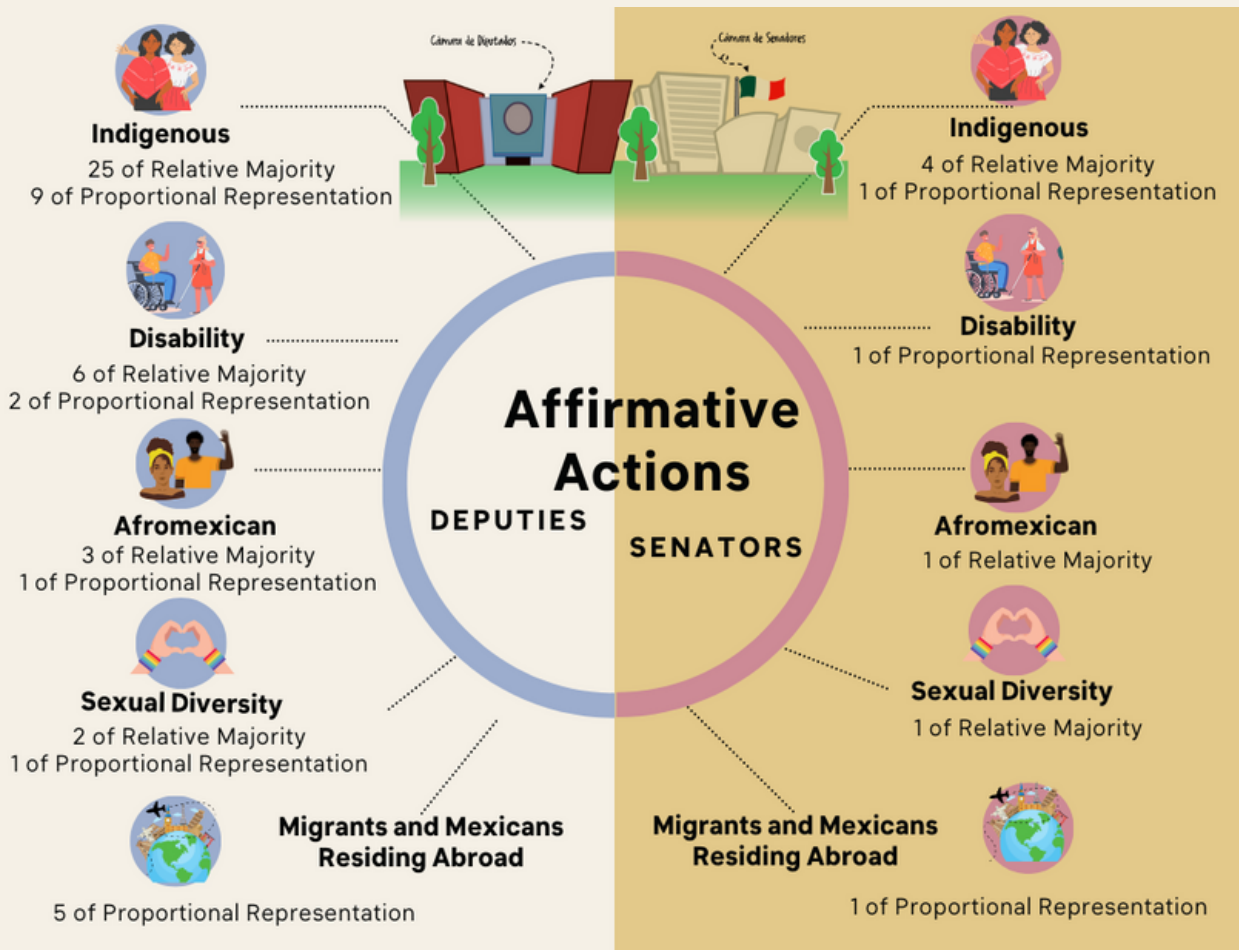 Cámara de Diputados
Cámara de Senadores
Indigenous
25 of Relative Majority
9 of Proportional Representation
Disability
6 of Relative Majority
2 of Proportional Representation
Afromexican
3 of Relative Majority
1 of Proportional Representation
Sexual Diversity
2 of Relative Majority
1 of Proportional Representation
Migrants and Mexicans
Residing Abroad
5 of Proportional Representation
Affirmative
Actions
DEPUTIES
SENATORS
Indigenous
4 of Relative Majority
1 of Proportional Representation
Disability
1 of Proportional Representation
Afromexican
1 of Relative Majority
Sexual Diversity
1 of Relative Majority
Migrants and Mexicans
Residing Abroad
1 of Proportional Representation